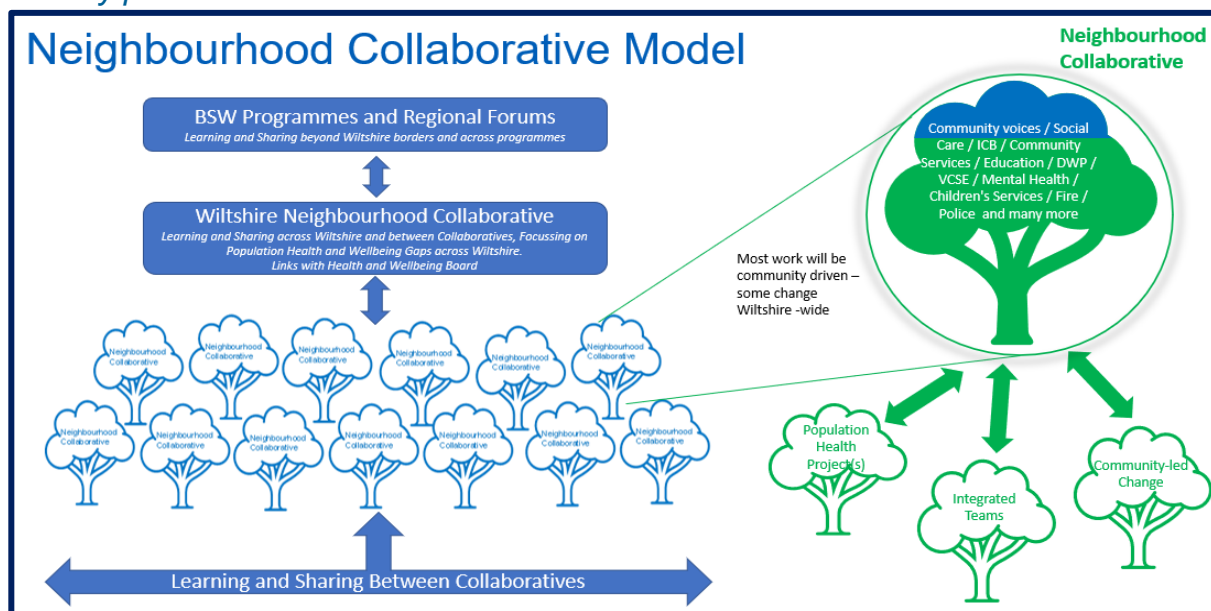 Neighbourhood Collaborative Model
BSW Programmes and Regional Forums
Learning and Sharing beyond Wiltshire borders and across programmes
Wiltshire Neighbourhood Collaborative
Learning and Sharing across Wiltshire and between Collaboratives, Focussing on
Population Health and Wellbeing Gaps across Wiltshire.
Links with Health and Wellbeing Board
Neighbourhood
Collaborative
Neighbourhood
Collaborative
Neighbourhood
Collaborative
Neighbourhood
Collaborative
Neighbourhood
Collaborative
Neighbourhood
Collaborative
Neighbourhood
Collaborative
Neighbourhood
Collaborative
Neighbourhood
Collaborative
Neighbourhood
Collaborative
Neighbourhood
Collaborative
Neighbourhood
Collaborative
Neighbourhood
Collaborative
Learning and Sharing Between Collaboratives
Most work will be
community driven –
some change
Wiltshire -wide
Neighbourhood
Collaborative
Community voices / Social
Care / ICB / Community
Services / Education / DWP /
VCSE / Mental Health /
Children's Services / Fire /
Police and many more
Population
Health
Project(s)
Integrated
Teams
Community-led
Change